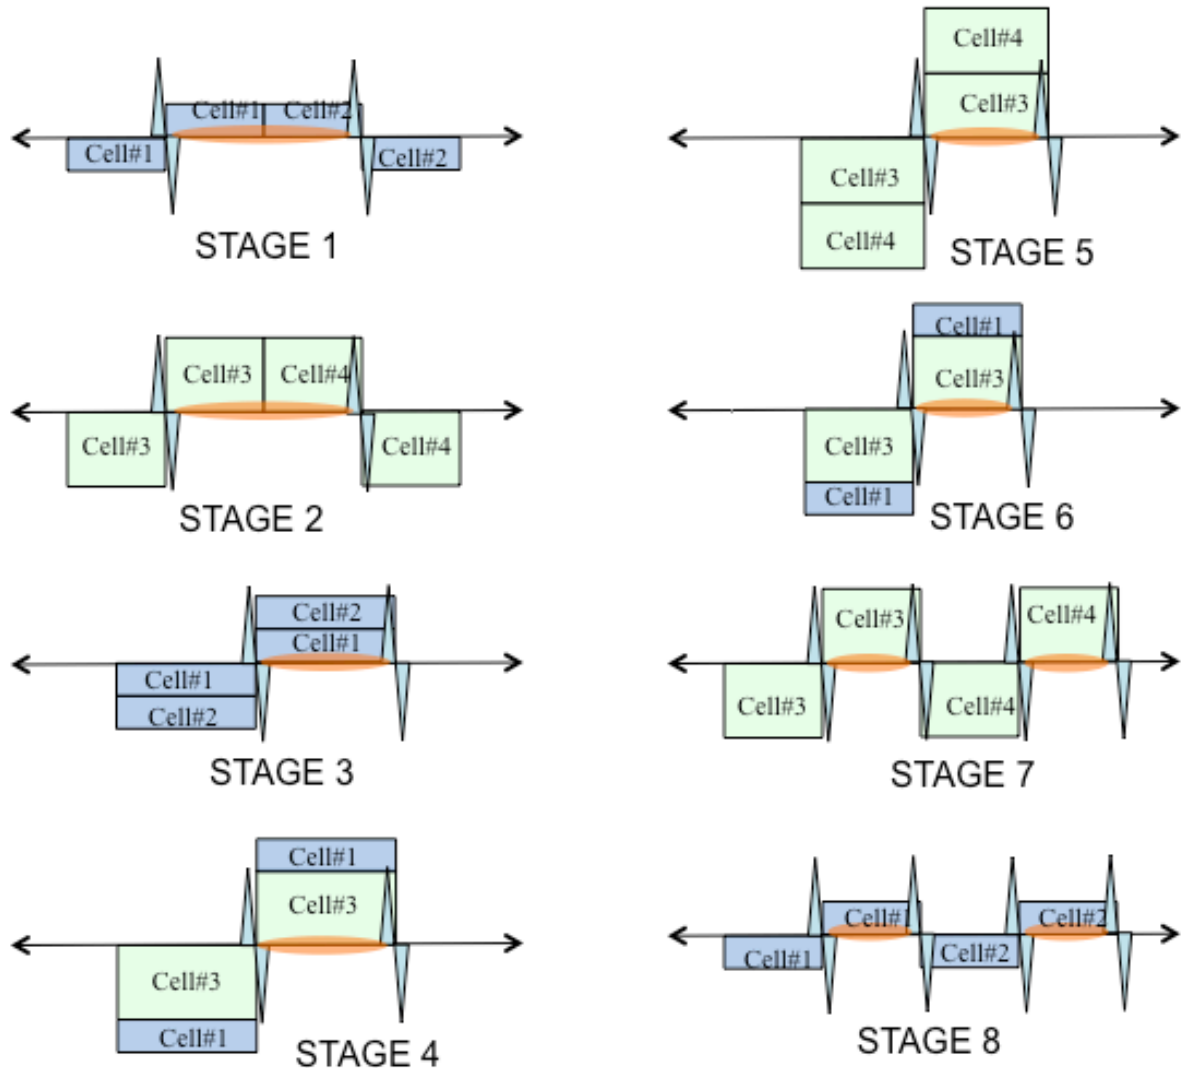 Cell#1 Cell#2
Cell#1 Cell#2
STAGE 1
Cell#3 Cell#4
Cell#3 Cell#4
STAGE 2
Cell#2
Cell#1
Cell#1
Cell#2
STAGE 3
Cell#1
Cell#3
Cell#3
Cell#1
STAGE 4
Cell#4
Cell#3
Cell#3
Cell#4
STAGE 5
Cell#1
Cell#3
Cell#3
Cell#1
STAGE 6
Cell#3 Cell#4
Cell#3 Cell#4
STAGE 7
Cell#1 Cell#2
Cell#1 Cell#2
STAGE 8